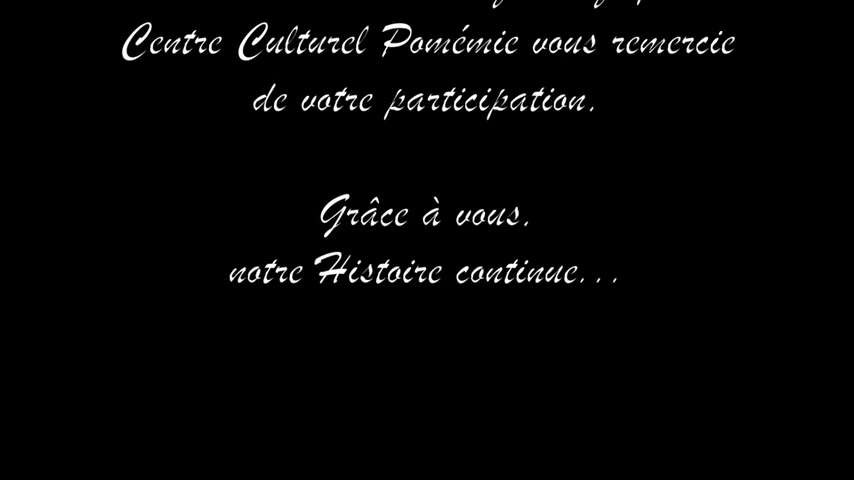 Centre Culturel Pomémie vous remercie
de votre participation.
Grâce à vous,
notre Histoire continue...